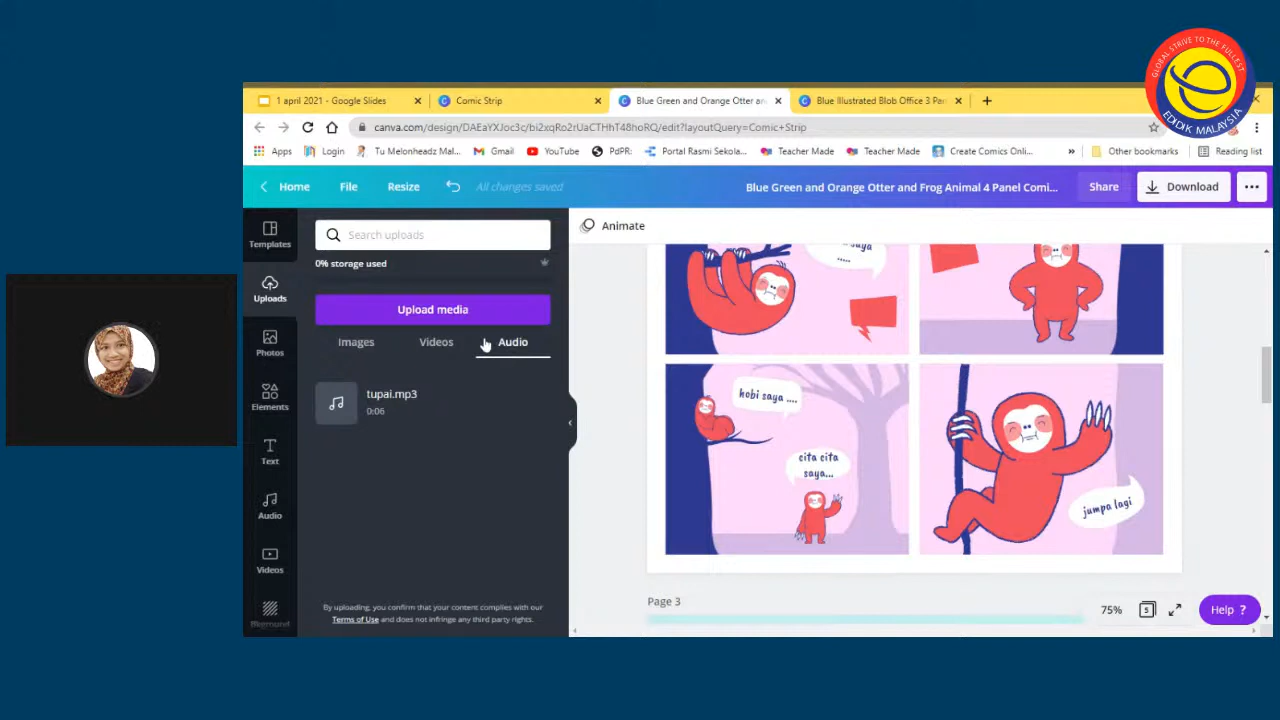 GLOBAL STRIVE TO THE FULLEST
EDIDIK MALAYSIA
1 april 2021 - Google Slides
Comic Strip
Blue Green and Orange Otter an
Blue Illustrated Blob Office 3 Pan
canva.com/design/DAEaYXJoc3c/bi2xqRo2rUaCTHhT48hoRQ/edit?layoutQuery=Comic+Strip
Apps
Login
Tu Melonheadz Mal...
Gmail
YouTube
PdPR:
Portal Rasmi Sekola...
Teacher Made
Teacher Made
Create Comics Onli...
»
Other bookmarks
Reading list
Home
File
Resize
All changes saved
Blue Green and Orange Otter and Frog Animal 4 Panel Comi...
Share
Download
Templates
Uploads
Photos
Elements
Text
Audio
Videos
Bkground
Search uploads
0% storage used
Upload media
Images
Videos
Audio
tupai.mp3
0:06
By uploading, you confirm that your content complies with our
Terms of Use and does not infringe any third party rights.
Animate
saya
.....
hobi saya ....
cita cita
saya...
jumpa lagi
Page 3
75%
5
Help ?